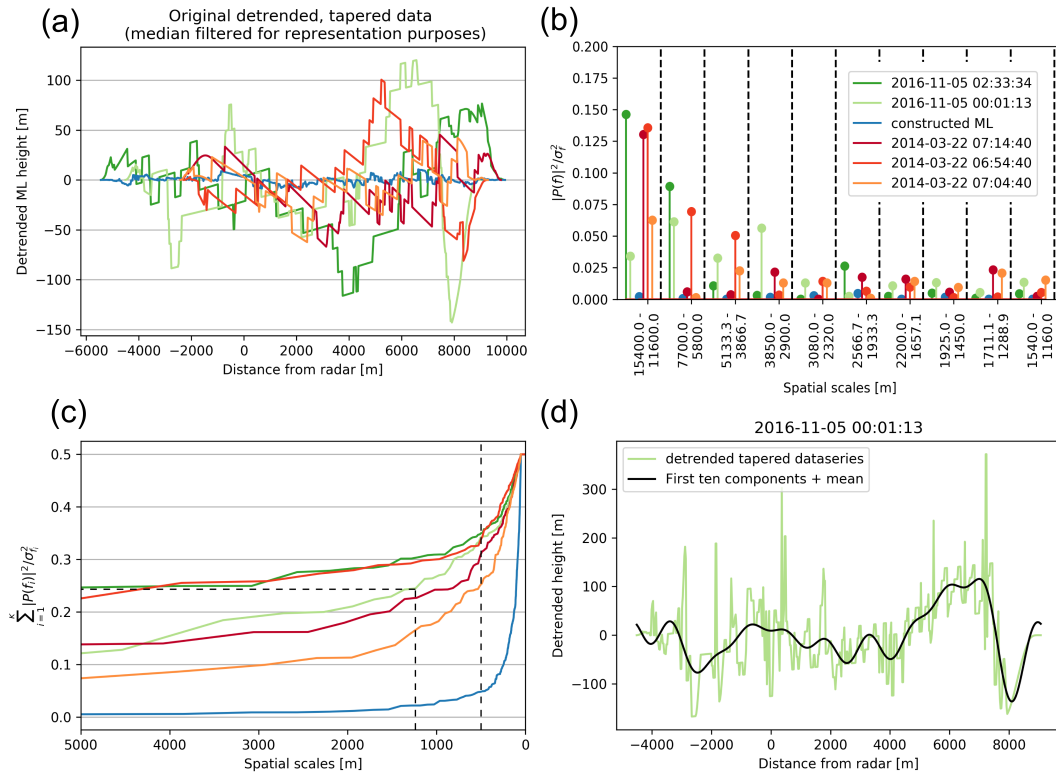 (a)
Original detrended, tapered data
(median filtered for representation purposes)
Detrended ML height [m]
100
50
0
−50
−100
−150
−6000 −4000 −2000 0 2000 4000 6000 8000 10000
Distance from radar [m]
(b)
|P(f)|²/σ_f²
0.200
0.175
0.150
0.125
0.100
0.075
0.050
0.025
0.000
2016-11-05 02:33:34
2016-11-05 00:01:13
constructed ML
2014-03-22 07:14:40
2014-03-22 06:54:40
2014-03-22 07:04:40
15400.0 -
11600.0
7700.0 -
5800.0
5133.3 -
3866.7
3850.0 -
2900.0
3080.0 -
2320.0
2566.7 -
1933.3
2200.0 -
1657.1
1925.0 -
1450.0
1711.1 -
1288.9
1540.0 -
1160.0
Spatial scales [m]
(c)
∑_{i=1}^{κ}|P(f_i)|²/σ_{f_i}²
0.5
0.4
0.3
0.2
0.1
0.0
5000 4000 3000 2000 1000 0
Spatial scales [m]
(d)
2016-11-05 00:01:13
detrended tapered dataseries
First ten components + mean
Detrended height [m]
300
200
100
0
−100
−4000 −2000 0 2000 4000 6000 8000
Distance from radar [m]